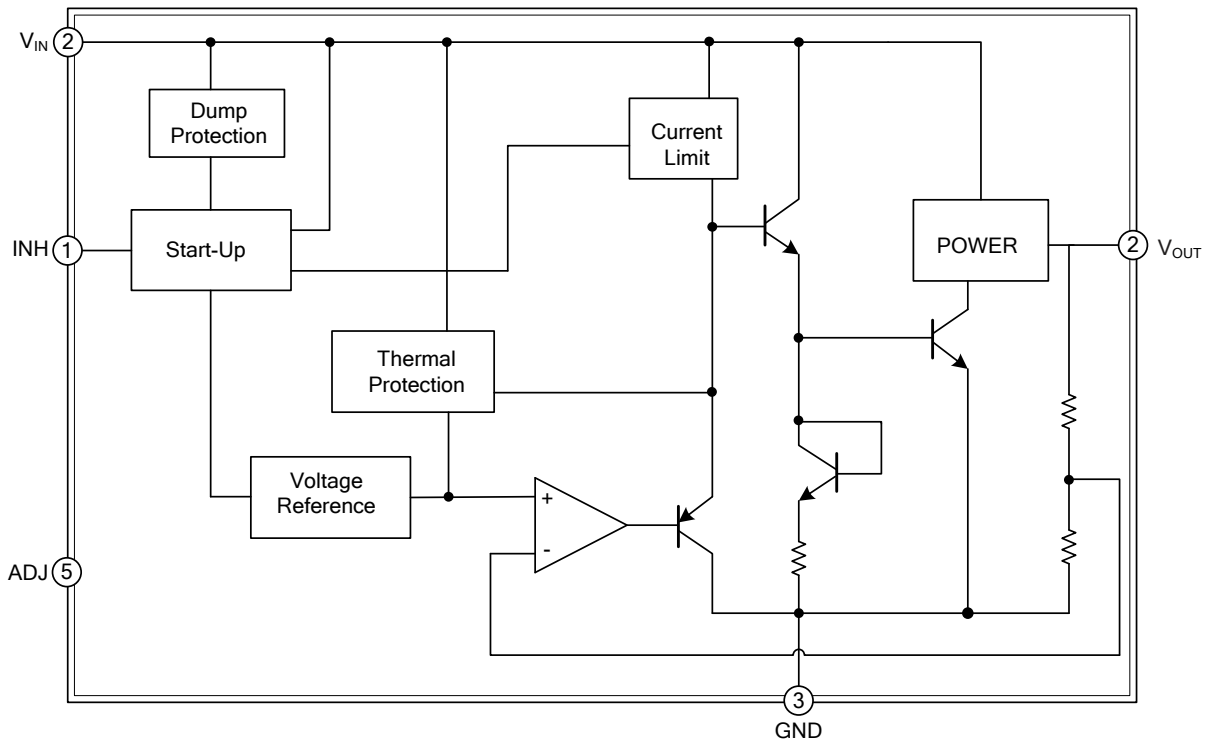 VIN 2
Dump
Protection
Current
Limit
INH 1
Start-Up
POWER
2 VOUT
Thermal
Protection
Voltage
Reference
+
-
ADJ 5
3
GND